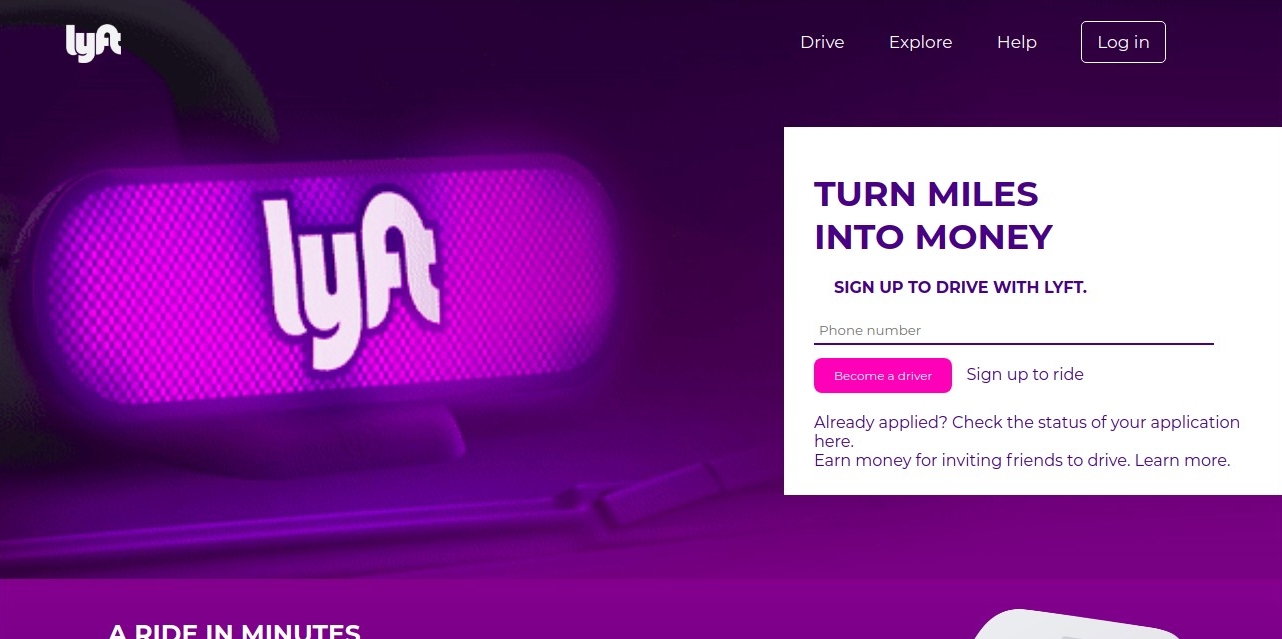 lyft
Drive
Explore
Help
Log in
lyft
TURN MILES
INTO MONEY
SIGN UP TO DRIVE WITH LYFT.
Phone number
Become a driver
Sign up to ride
Already applied? Check the status of your application
here.
Earn money for inviting friends to drive. Learn more.
A RIDE IN MINUTES